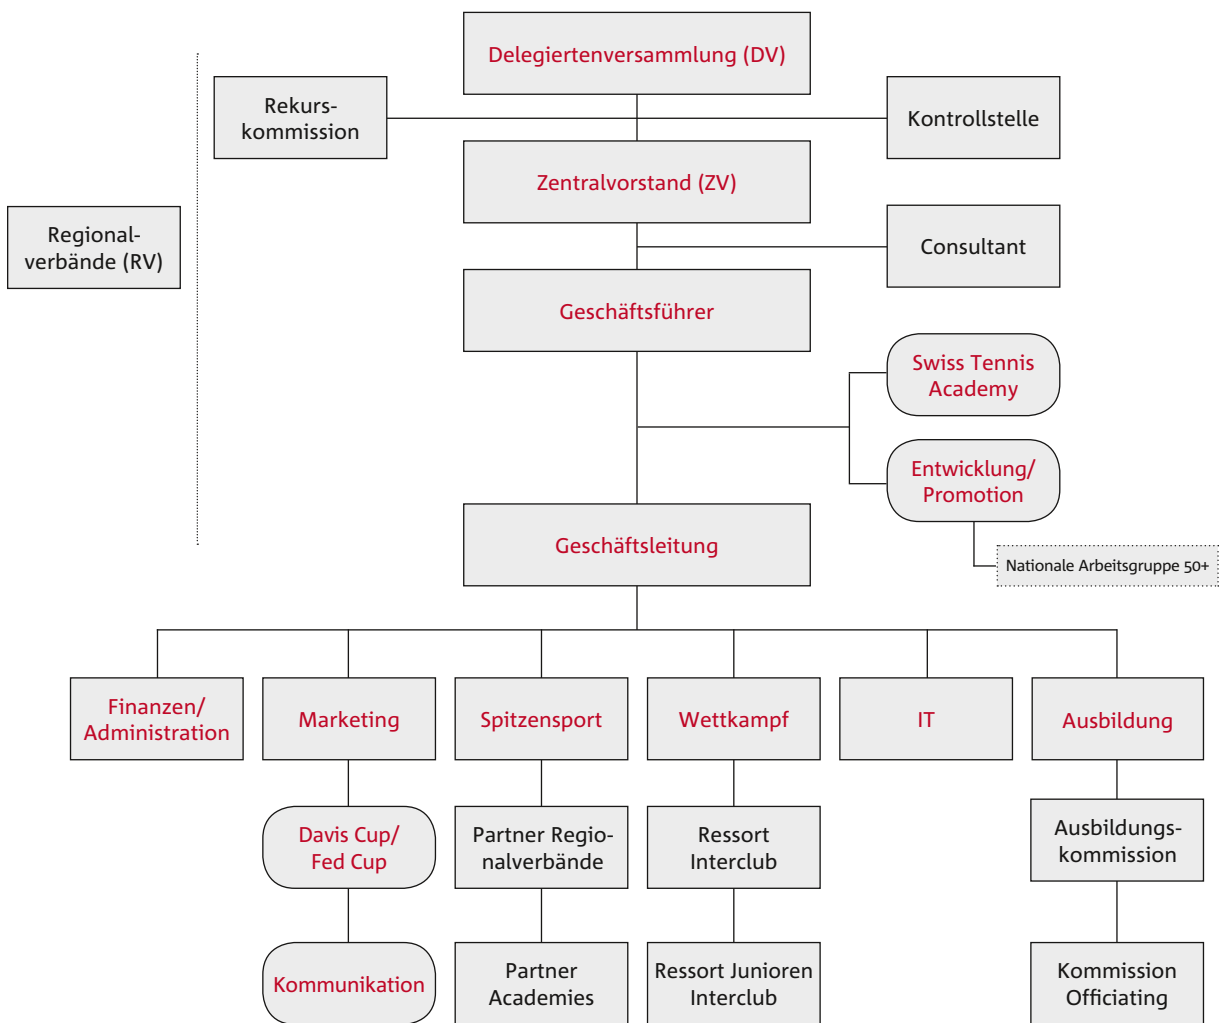 Delegiertenversammlung (DV)
Rekurs-
kommission
Kontrollstelle
Zentralvorstand (ZV)
Regional-
verbände (RV)
Consultant
Geschäftsführer
Swiss Tennis
Academy
Entwicklung/
Promotion
Geschäftsleitung
Nationale Arbeitsgruppe 50+
Finanzen/
Administration
Marketing
Spitzensport
Wettkampf
IT
Ausbildung
Davis Cup/
Fed Cup
Partner Regio-
nalverbände
Ressort
Interclub
Ausbildungs-
kommission
Kommunikation
Partner
Academies
Ressort Junioren
Interclub
Kommission
Officiating